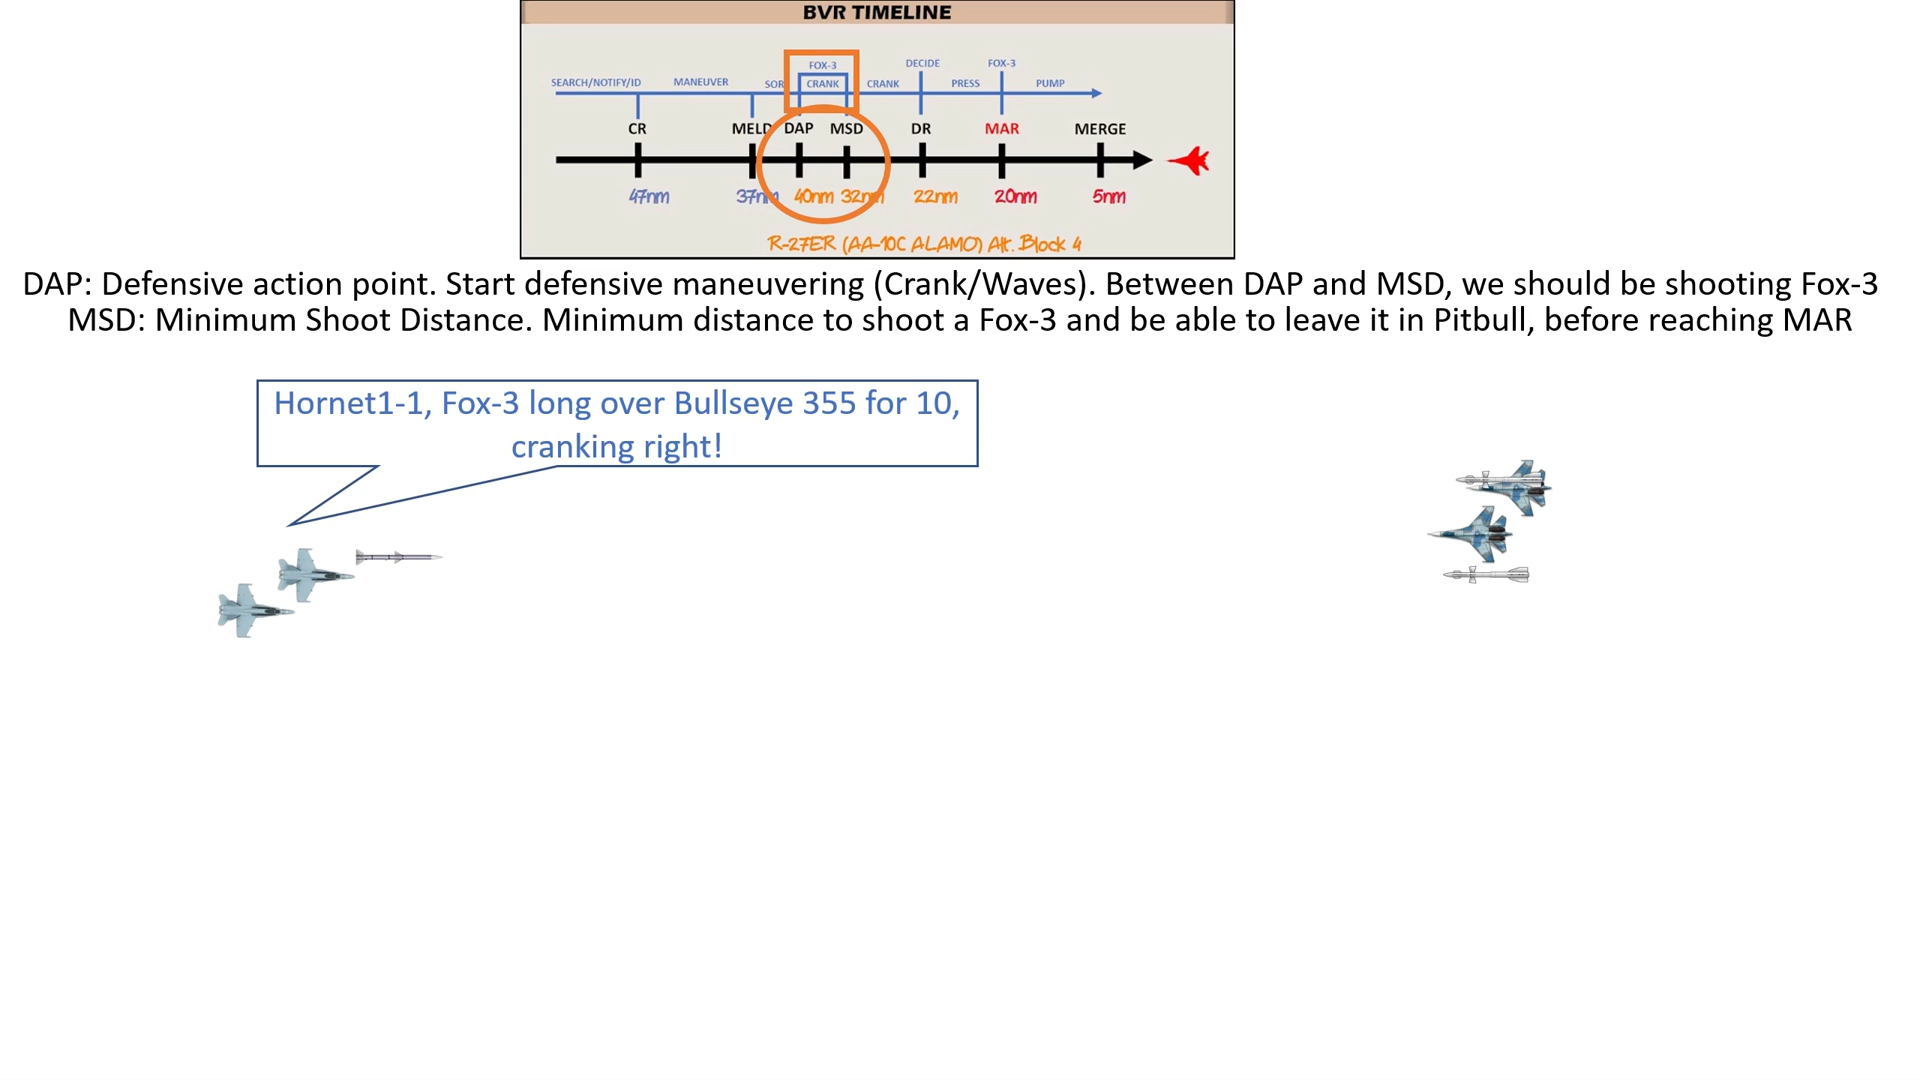 BVR TIMELINE
FOX-3
DECIDE
FOX-3
SEARCH/NOTIFY/ID
MANEUVER
SOR
CRANK
CRANK
PRESS
PUMP
CR
MELD
DAP
MSD
DR
MAR
MERGE
47nm
37nm
40nm
32nm
22nm
20nm
5nm
R-27ER (AA-10C ALAMO) Alt. Block 4
DAP: Defensive action point. Start defensive maneuvering (Crank/Waves). Between DAP and MSD, we should be shooting Fox-3
MSD: Minimum Shoot Distance. Minimum distance to shoot a Fox-3 and be able to leave it in Pitbull, before reaching MAR
Hornet1-1, Fox-3 long over Bullseye 355 for 10,
cranking right!